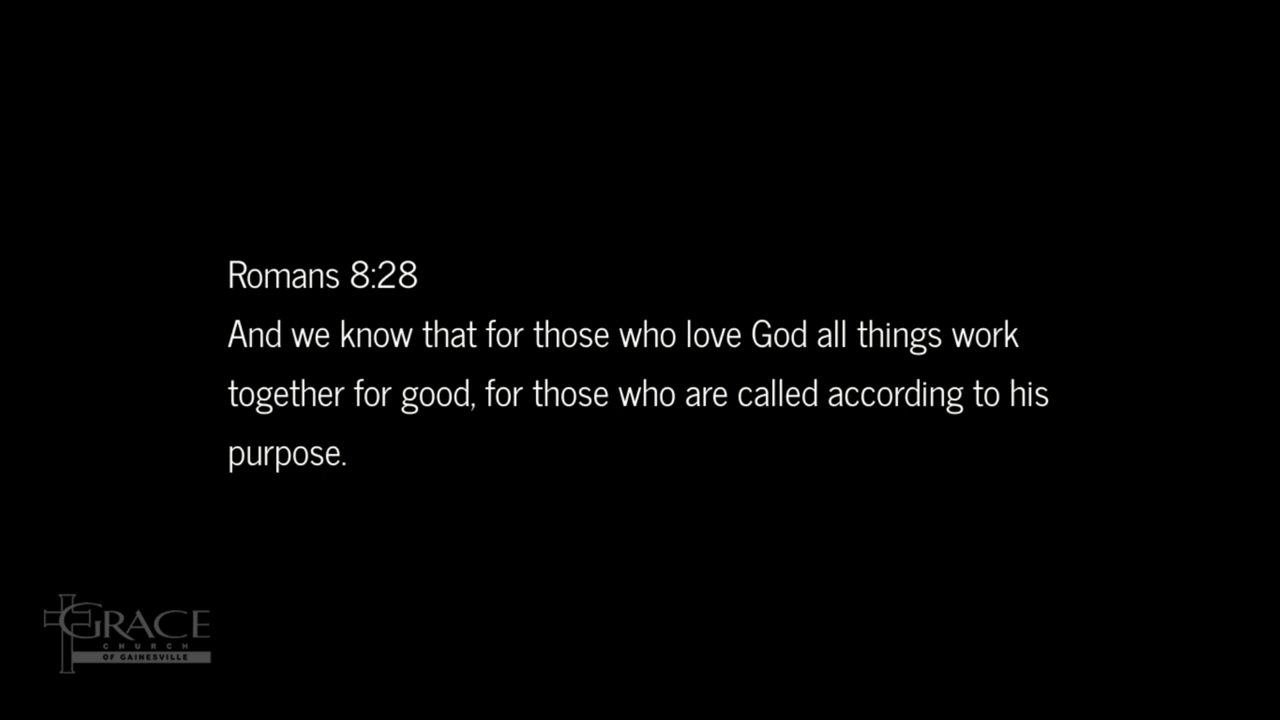 Romans 8:28
And we know that for those who love God all things work
together for good, for those who are called according to his
purpose.
GRACE
CHURCH
OF GAINESVILLE